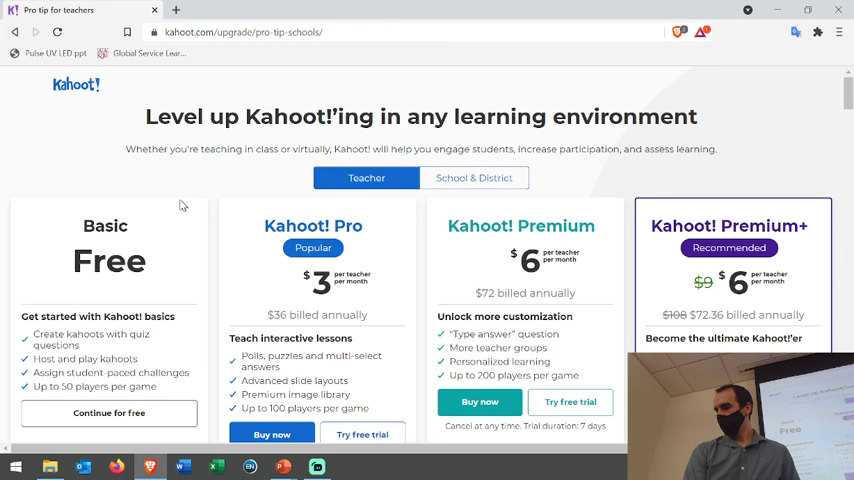 Pro tip for teachers
kahoot.com/upgrade/pro-tip-schools/
Pulse UV LED ppt
Global Service Lear...
Kahoot!
Level up Kahoot!'ing in any learning environment
Whether you're teaching in class or virtually, Kahoot! will help you engage students, increase participation, and assess learning.
Teacher
School & District
Basic
Free
Get started with Kahoot! basics
Create kahoots with quiz
questions
Host and play kahoots
Assign student-paced challenges
Up to 50 players per game
Continue for free
Kahoot! Pro
Popular
$3 per teacher
per month
$36 billed annually
Teach interactive lessons
Polls, puzzles and multi-select
answers
Advanced slide layouts
Premium image library
Up to 100 players per game
Buy now
Try free trial
Kahoot! Premium
$6 per teacher
per month
$72 billed annually
Unlock more customization
"Type answer" question
More teacher groups
Personalized learning
Up to 200 players per game
Buy now
Try free trial
Cancel at any time. Trial duration: 7 days
Kahoot! Premium+
Recommended
$9 $6 per teacher
per month
$108 $72.36 billed annually
Become the ultimate Kahoot!'er
Level up Kahoot!
Free